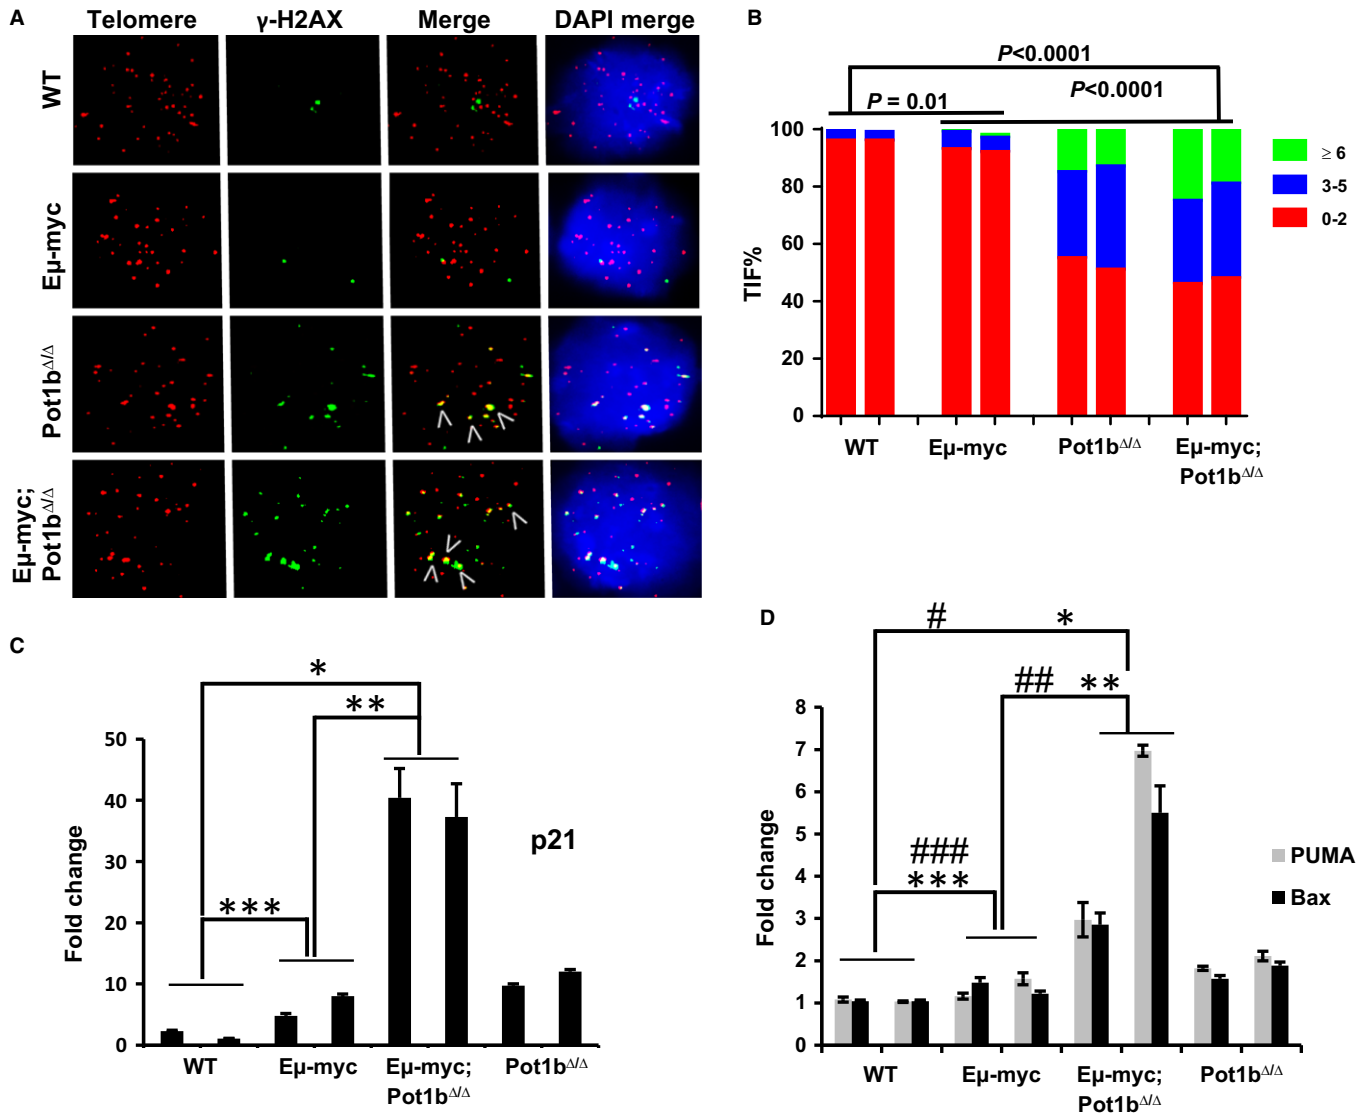 A
Telomere γ-H2AX Merge DAPI merge
WT
Eµ-myc
Pot1bΔ/Δ
Eµ-myc;
Pot1bΔ/Δ
B
P<0.0001
P = 0.01
P<0.0001
TIF%
100
80
60
40
20
0
WT Eµ-myc Pot1bΔ/Δ Eµ-myc;
Pot1bΔ/Δ
≥ 6
3-5
0-2
C
*
**
***
p21
Fold change
50
40
30
20
10
0
WT Eµ-myc Eµ-myc; Pot1bΔ/Δ
Pot1bΔ/Δ
D
# *
## **
###
***
Fold change
8
7
6
5
4
3
2
1
0
WT Eµ-myc Eµ-myc; Pot1bΔ/Δ
Pot1bΔ/Δ
PUMA
Bax